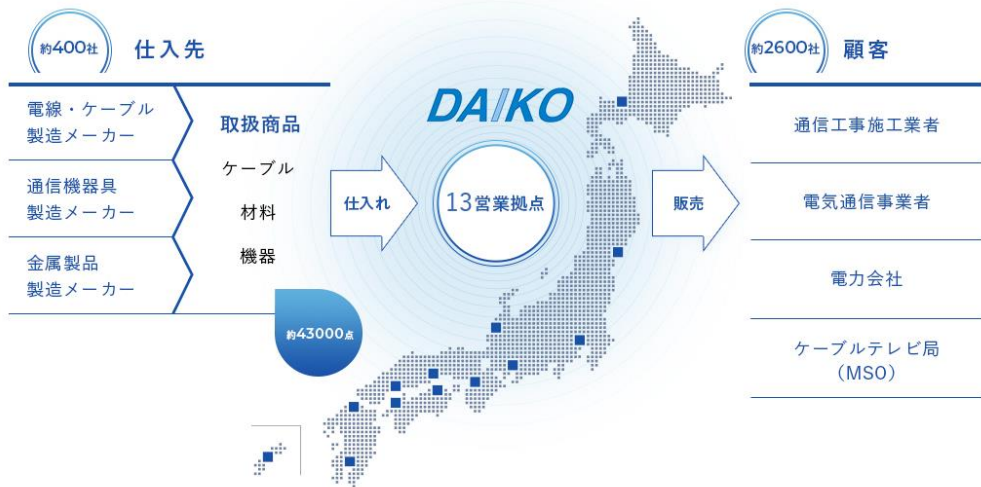 約400社 仕入先
電線・ケーブル
製造メーカー
通信機器具
製造メーカー
金属製品
製造メーカー
取扱商品
ケーブル
材料
機器
約43000点
仕入れ
DAIKO
13営業拠点
販売
約2600社 顧客
通信工事施工業者
電気通信事業者
電力会社
ケーブルテレビ局
（MSO）